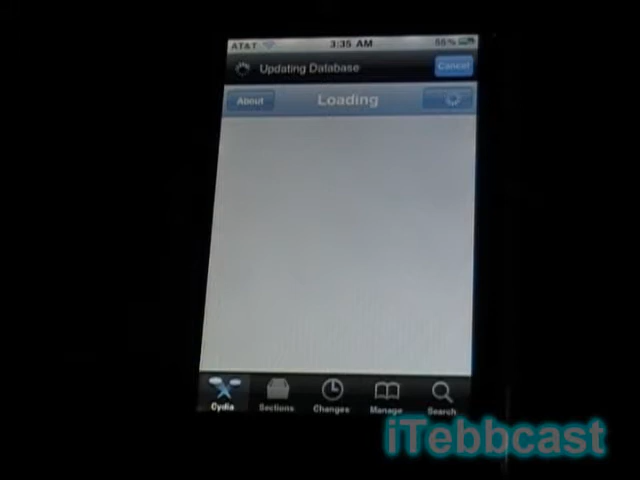 AT&T 3:35 AM 55%
Updating Database Cancel
About Loading
Cydia Sections Changes Manage Search
iTebbcast